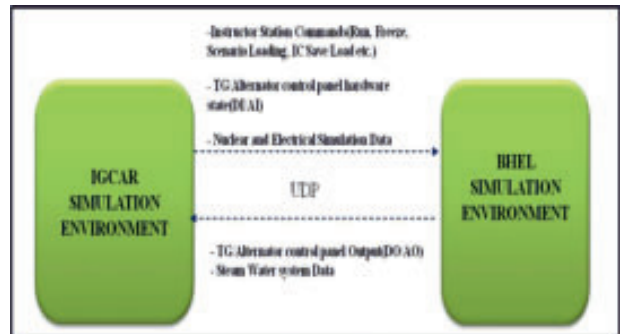 -Instructor Station Commands(Run, Freeze,
Scenario Loading, IC Save Load etc.)
- TG Alternator control panel hardware
state(DI AI)
- Nuclear and Electrical Simulation Data
IGCAR
SIMULATION
ENVIRONMENT
UDP
BHEL
SIMULATION
ENVIRONMENT
- TG Alternator control panel Output(DO AO)
- Steam Water system Data